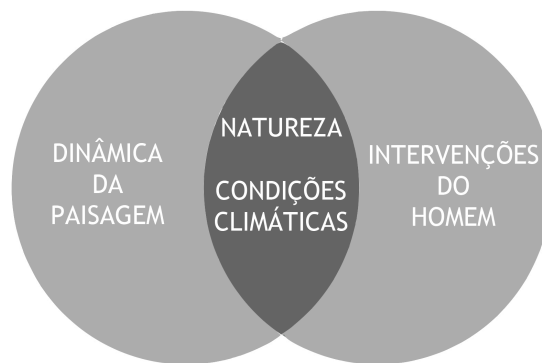 DINÂMICA
DA
PAISAGEM
NATUREZA
CONDIÇÕES
CLIMÁTICAS
INTERVENÇÕES
DO
HOMEM